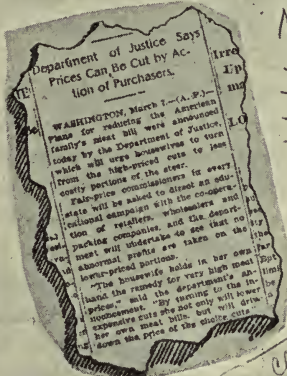 Department of Justice Says
Prices Can Be Cut by Ac-
tion of Purchasers.
WASHINGTON, March 7.—(A. P.)—
Plans for reducing the American
family's meat bill were announced
today by the Department of Justice,
which will urge housewives to turn
from the high-priced cuts to less
costly portions of the steer.
Fair-price commissioners in every
state will be asked to direct an edu-
cational campaign with the co-opera-
tion of retailers, wholesalers and
packing companies, and the depart-
ment will undertake to see that no
abnormal profits are taken on the
lower-priced portions.
"The housewife holds in her own
hand the remedy for very high meat
prices," said the department's an-
nouncement. "By turning to the in-
expensive cuts she not only will lower
her own meat bills, but will drive
down the price of the choice cuts."